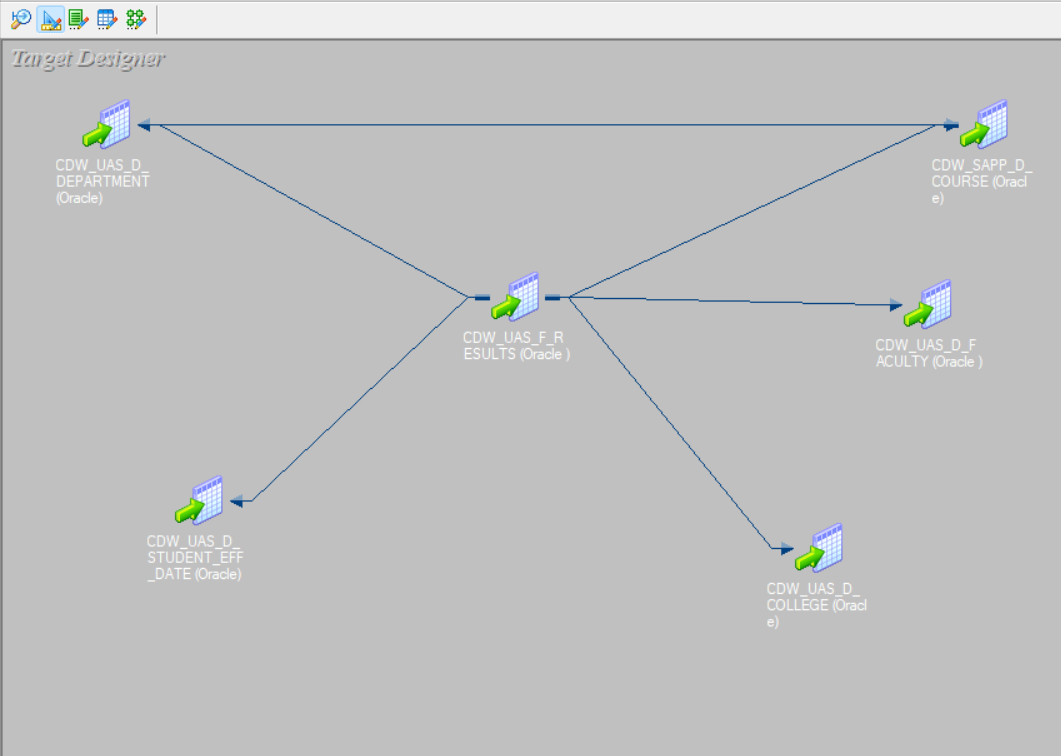 Target Designer
CDW_UAS_D_
DEPARTMENT
(Oracle)
CDW_SAPP_D_
COURSE (Oracl
e)
CDW_UAS_F_R
ESULTS (Oracle )
CDW_UAS_D_F
ACULTY (Oracle )
CDW_UAS_D_
STUDENT_EFF
_DATE (Oracle)
CDW_UAS_D_
COLLEGE (Oracl
e)